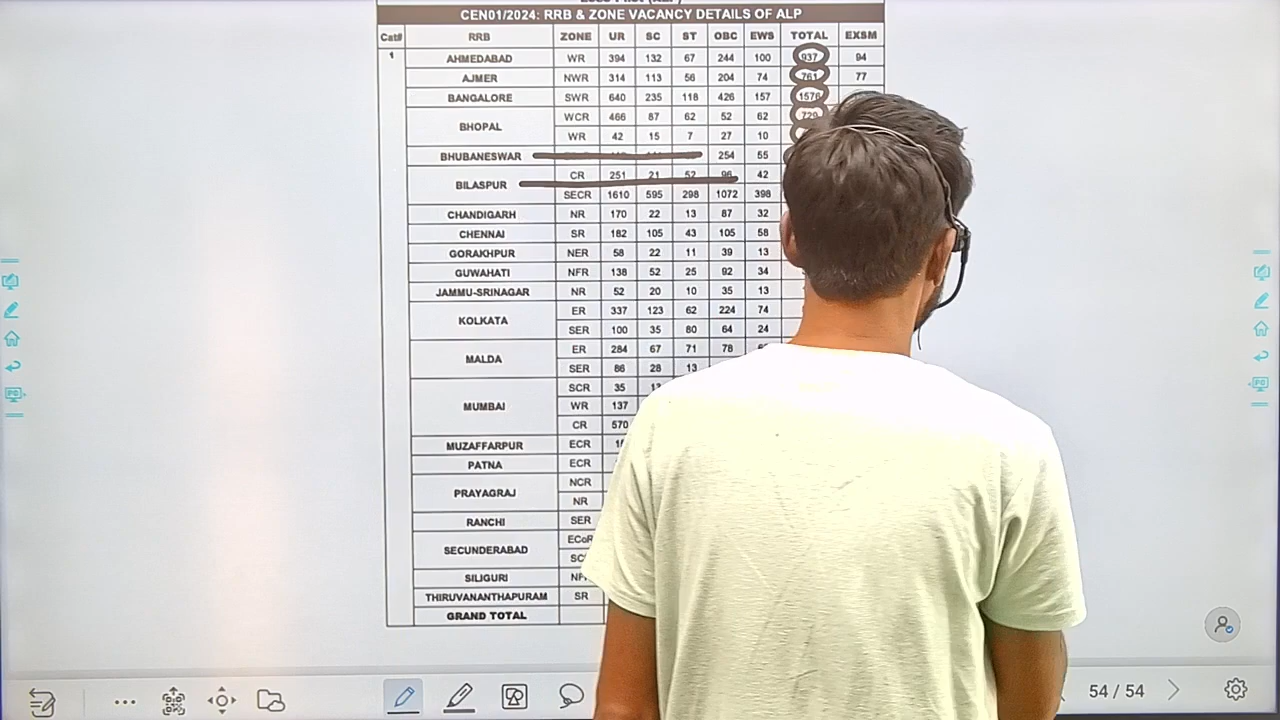 CEN01/2024: RRB & ZONE VACANCY DETAILS OF ALP
Cat# RRB ZONE UR SC ST OBC EWS TOTAL EXSM
1 AHMEDABAD WR 394 132 67 244 100 937 94
AJMER NWR 314 113 56 204 74 761 77
BANGALORE SWR 640 235 118 426 157 1576
BHOPAL WCR 466 87 62 52 62 729
WR 42 15 7 27 10
BHUBANESWAR 254 55
BILASPUR CR 251 21 52 96 42
SECR 1610 595 298 1072 398
CHANDIGARH NR 170 22 13 87 32
CHENNAI SR 182 105 43 105 58
GORAKHPUR NER 58 22 11 39 13
GUWAHATI NFR 138 52 25 92 34
JAMMU-SRINAGAR NR 52 20 10 35 13
KOLKATA ER 337 123 62 224 74
SER 100 35 80 64 24
MALDA ER 284 67 71 78
SER 86 28 13
MUMBAI SCR 35
WR 137
CR 570
MUZAFFARPUR ECR
PATNA ECR
PRAYAGRAJ NCR
NR
RANCHI SER
SECUNDERABAD ECoR
SILIGURI
THIRUVANANTHAPURAM SR
GRAND TOTAL
54 / 54